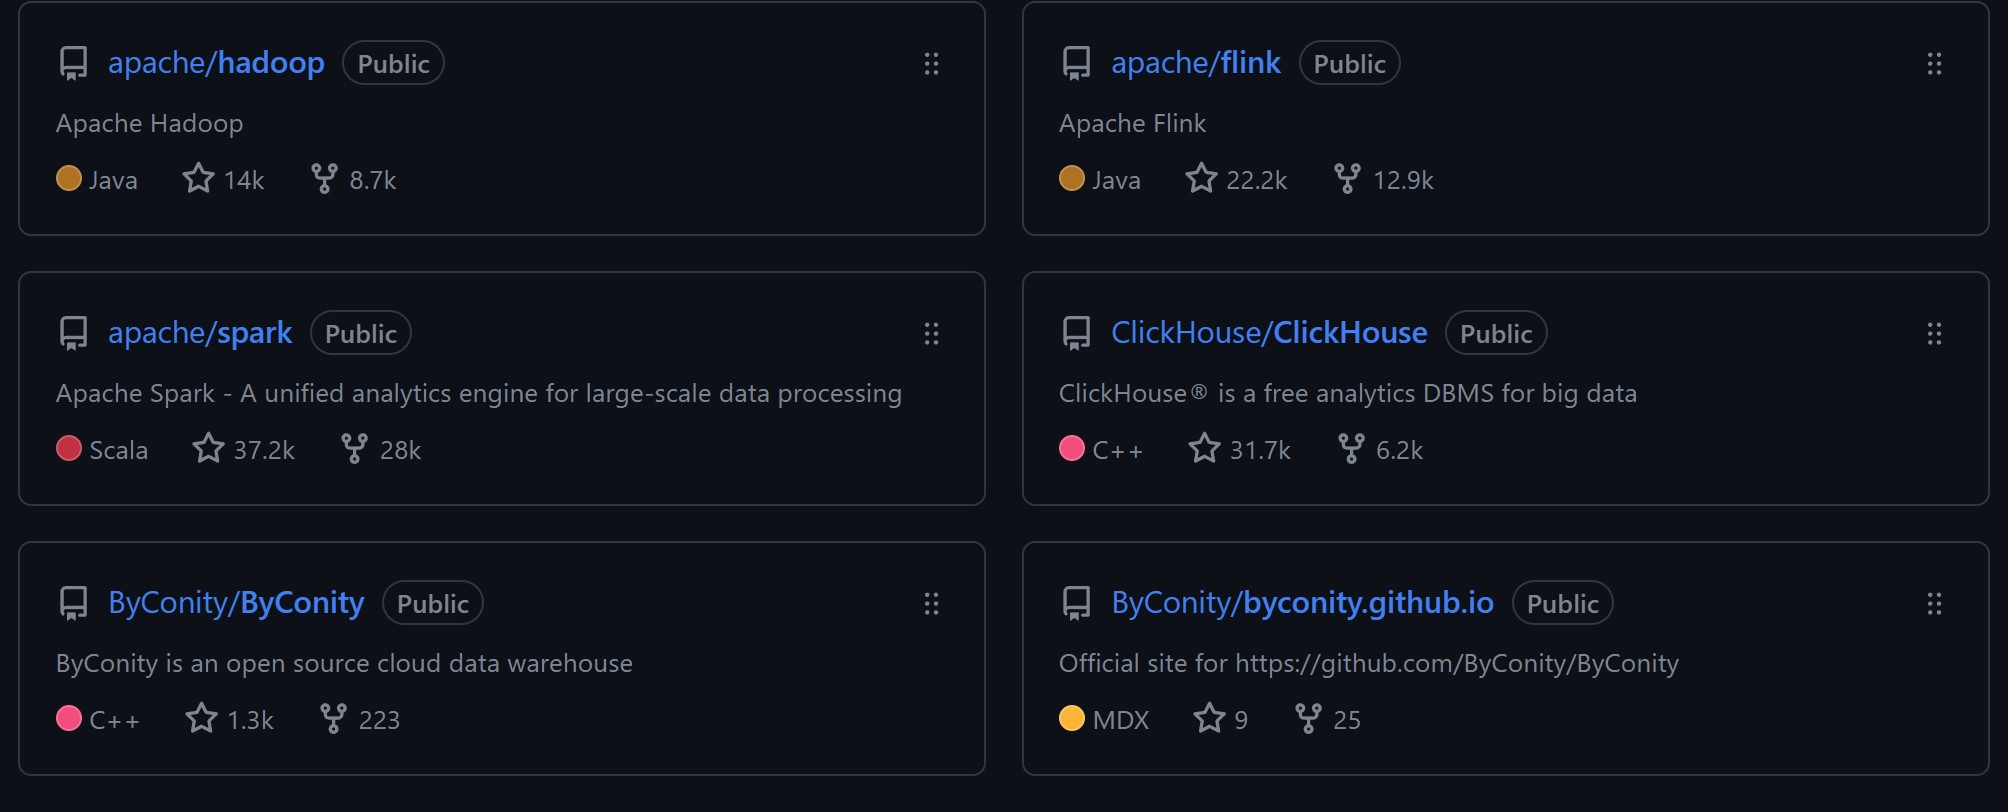 apache/hadoop Public
Apache Hadoop
Java 14k 8.7k
apache/flink Public
Apache Flink
Java 22.2k 12.9k
apache/spark Public
Apache Spark - A unified analytics engine for large-scale data processing
Scala 37.2k 28k
ClickHouse/ClickHouse Public
ClickHouse® is a free analytics DBMS for big data
C++ 31.7k 6.2k
ByConity/ByConity Public
ByConity is an open source cloud data warehouse
C++ 1.3k 223
ByConity/byconity.github.io Public
Official site for https://github.com/ByConity/ByConity
MDX 9 25